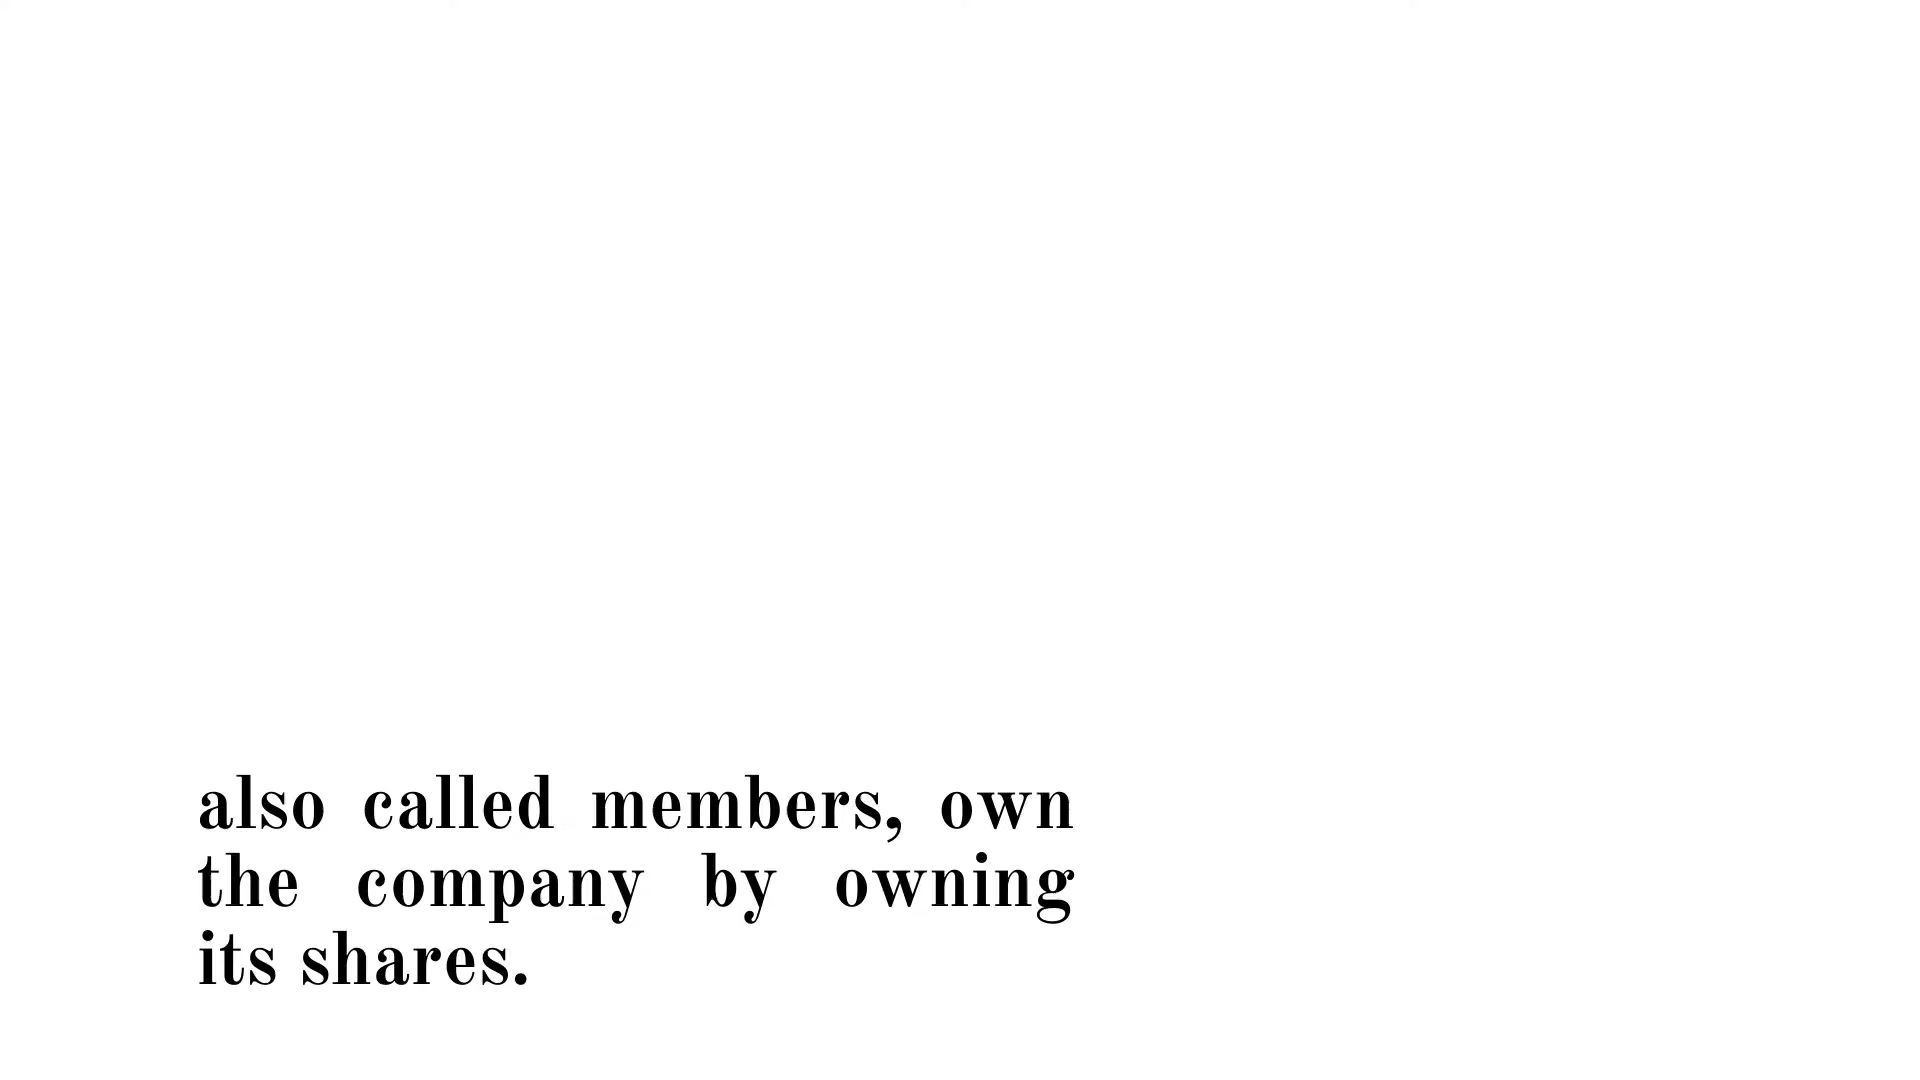 also called members, own
the company by owning
its shares.